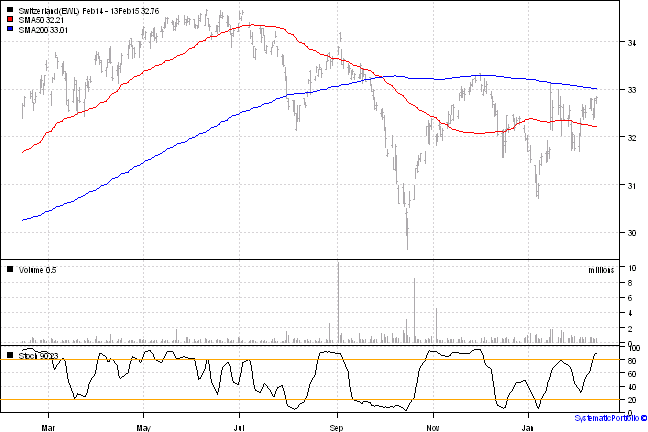 Switzerland (EWL) Feb14 - 13Feb15 32.76
SMA50 32.21
SMA200 33.01
34
33
32
31
30
Volume 0.5
millions
10
8
6
4
2
0
Stoch 90.23
100
80
60
40
20
0
Mar May Jul Sep Nov Jan
SystematicPortfolio ©